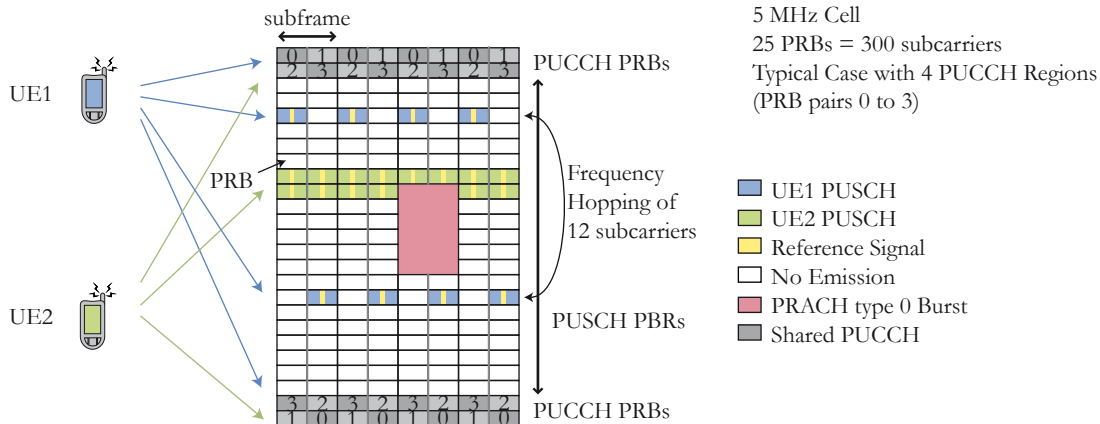 subframe
5 MHz Cell
25 PRBs = 300 subcarriers
Typical Case with 4 PUCCH Regions
(PRB pairs 0 to 3)
0 1 0 1 0 1 0 1
2 3 2 3 2 3 2 3
PUCCH PRBs
UE1
PRB
Frequency
Hopping of
12 subcarriers
UE1 PUSCH
UE2 PUSCH
Reference Signal
No Emission
PRACH type 0 Burst
Shared PUCCH
UE2
PUSCH PBRs
3 2 3 2 3 2 3 2
1 0 1 0 1 0 1 0
PUCCH PRBs